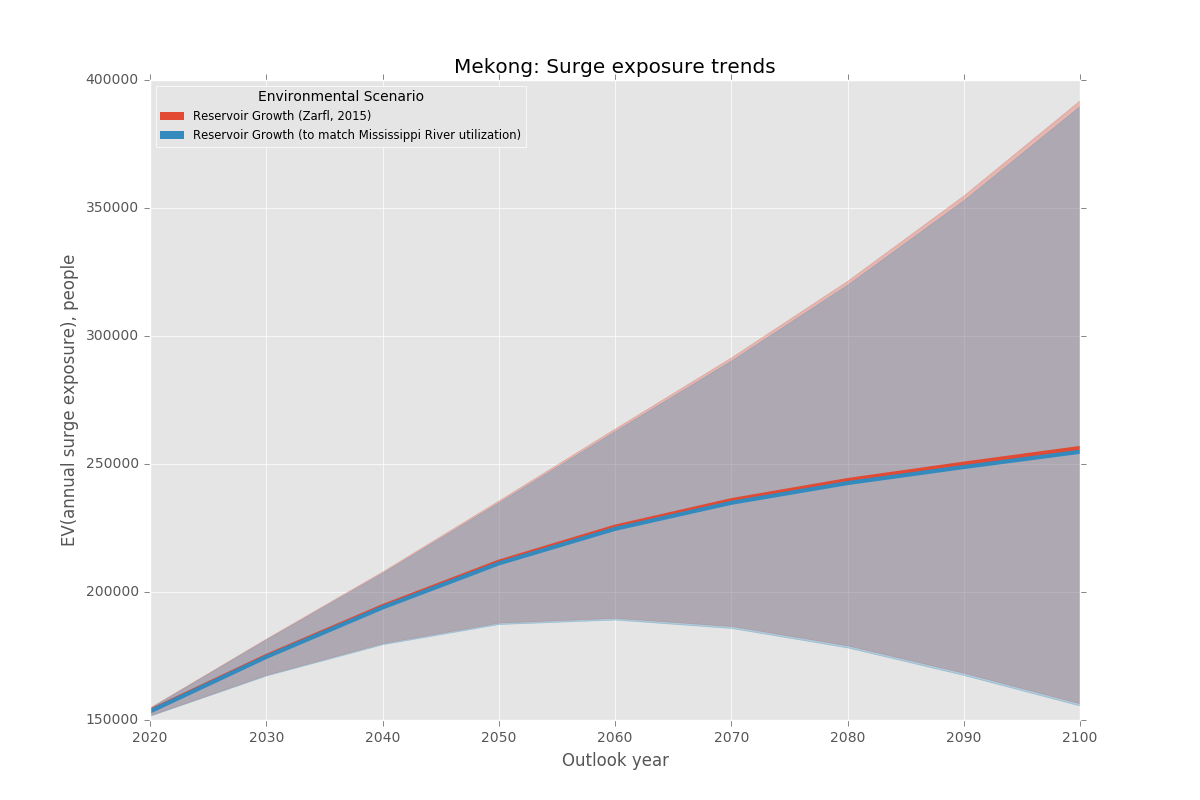 Mekong: Surge exposure trends
400000
350000
300000
250000
200000
150000
EV(annual surge exposure), people
Environmental Scenario
Reservoir Growth (Zarfl, 2015)
Reservoir Growth (to match Mississippi River utilization)
2020 2030 2040 2050 2060 2070 2080 2090 2100
Outlook year